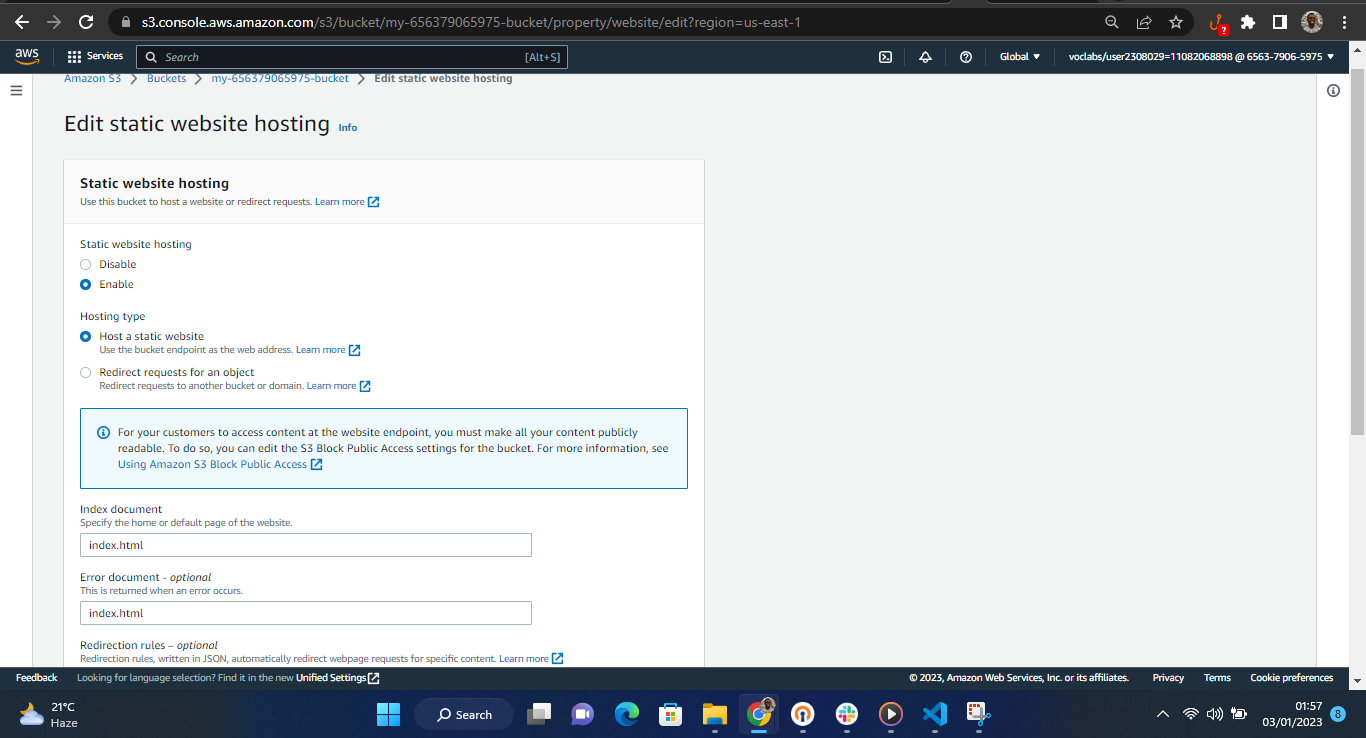 s3.console.aws.amazon.com/s3/bucket/my-656379065975-bucket/property/website/edit?region=us-east-1
?
aws
Services
Search
[Alt+S]
Global
voclabs/user2308029=11082068898 @ 6563-7906-5975
Amazon S3
Buckets
my-656379065975-bucket
Edit static website hosting
Edit static website hosting Info
Static website hosting
Use this bucket to host a website or redirect requests. Learn more
Static website hosting
Disable
Enable
Hosting type
Host a static website
Use the bucket endpoint as the web address. Learn more
Redirect requests for an object
Redirect requests to another bucket or domain. Learn more
For your customers to access content at the website endpoint, you must make all your content publicly
readable. To do so, you can edit the S3 Block Public Access settings for the bucket. For more information, see
Using Amazon S3 Block Public Access
Index document
Specify the home or default page of the website.
index.html
Error document - optional
This is returned when an error occurs.
index.html
Redirection rules – optional
Redirection rules, written in JSON, automatically redirect webpage requests for specific content. Learn more
Feedback
Looking for language selection? Find it in the new Unified Settings
© 2023, Amazon Web Services, Inc. or its affiliates.
Privacy
Terms
Cookie preferences
21°C
Haze
Search
01:57
03/01/2023
8